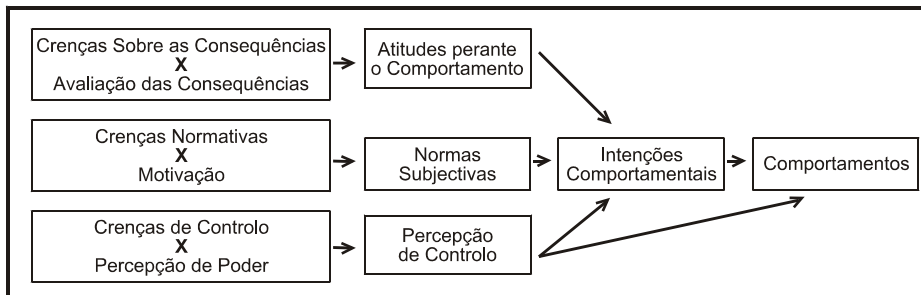 Crenças Sobre as Consequências
X
Avaliação das Consequências
Atitudes perante
o Comportamento
Crenças Normativas
X
Motivação
Normas
Subjectivas
Intenções
Comportamentais
Comportamentos
Crenças de Controlo
X
Percepção de Poder
Percepção
de Controlo